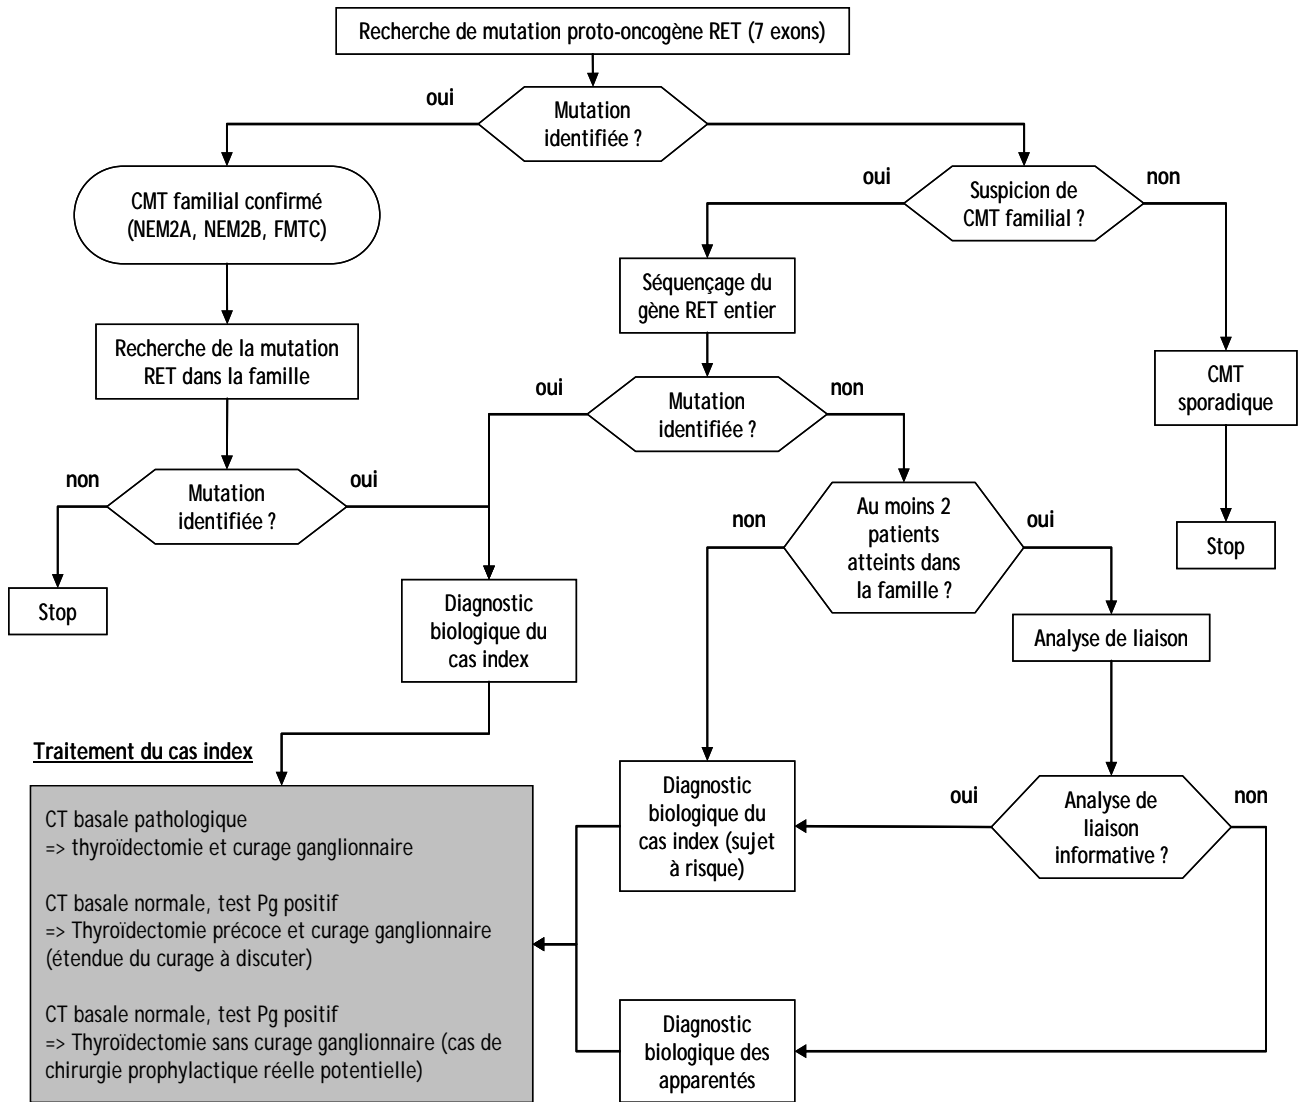 Recherche de mutation proto-oncogène RET (7 exons)
oui
Mutation
identifiée ?
CMT familial confirmé
(NEM2A, NEM2B, FMTC)
oui
Suspicion de
CMT familial ?
non
Séquençage du
gène RET entier
Recherche de la mutation
RET dans la famille
CMT
sporadique
oui
Mutation
identifiée ?
non
non
Mutation
identifiée ?
oui
non
Au moins 2
patients
atteints dans
la famille ?
oui
Stop
Stop
Diagnostic
biologique du
cas index
Analyse de liaison
Traitement du cas index
CT basale pathologique
=> thyroïdectomie et curage ganglionnaire
CT basale normale, test Pg positif
=> Thyroïdectomie précoce et curage ganglionnaire
(étendue du curage à discuter)
CT basale normale, test Pg positif
=> Thyroïdectomie sans curage ganglionnaire (cas de
chirurgie prophylactique réelle potentielle)
Diagnostic
biologique du
cas index (sujet
à risque)
oui
Analyse de
liaison
informative ?
non
Diagnostic
biologique des
apparentés